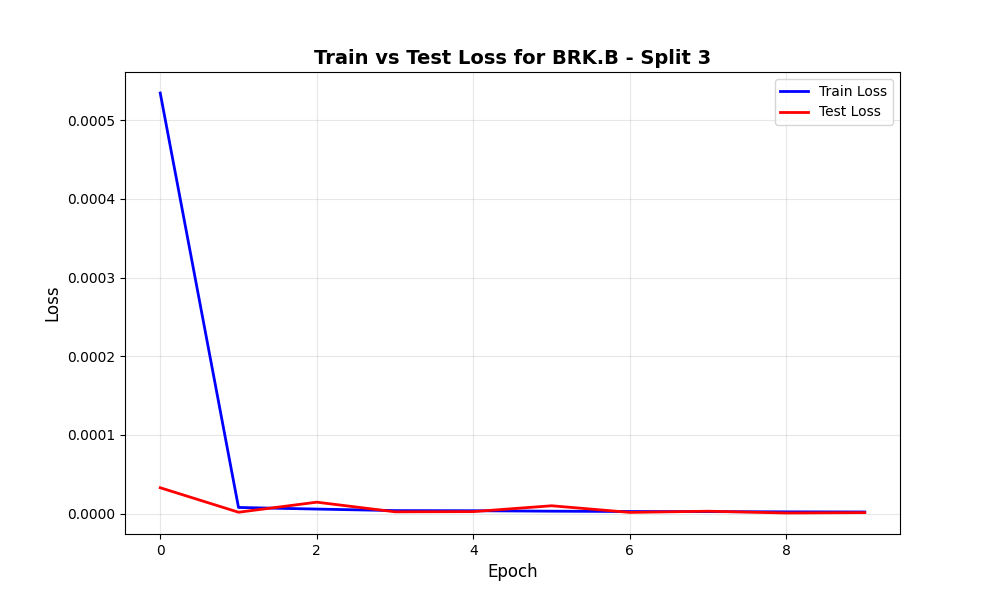 Train vs Test Loss for BRK.B - Split 3
Train Loss
Test Loss
Loss
0.0005
0.0004
0.0003
0.0002
0.0001
0.0000
0 2 4 6 8
Epoch